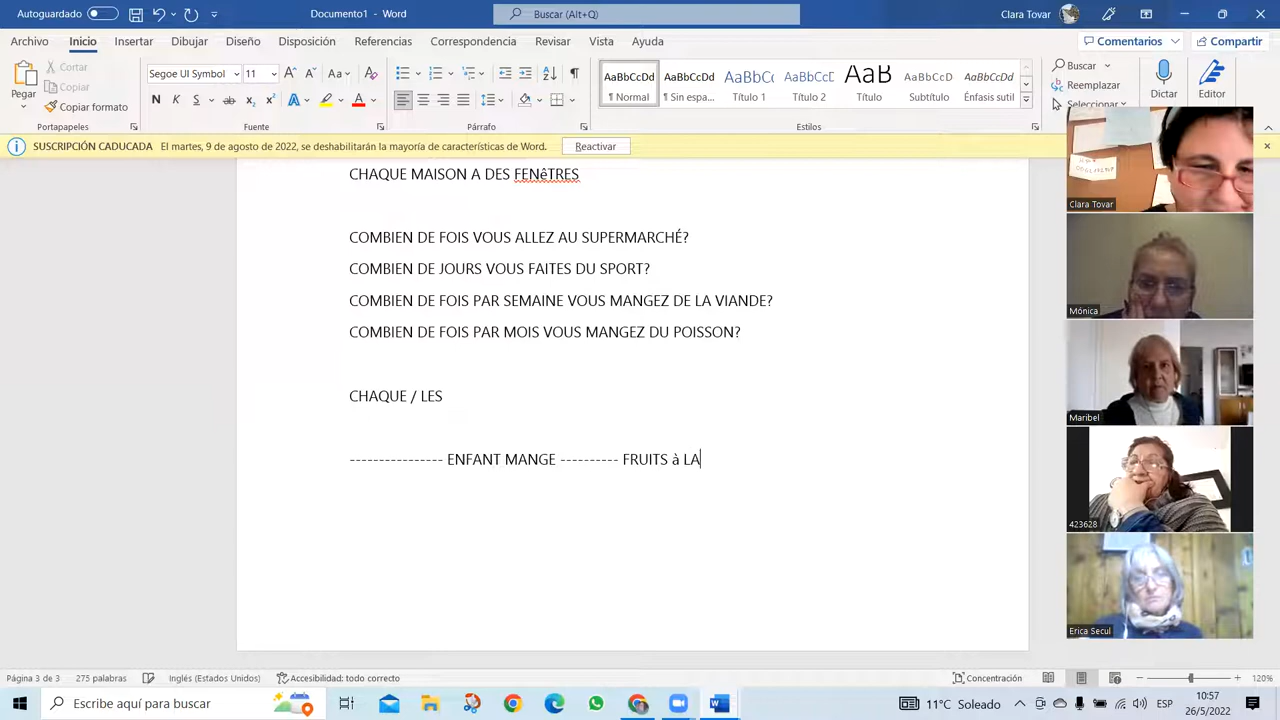 Autoguardado
Buscar (Alt+Q)
Clara Tovar
Archivo Inicio Insertar Dibujar Diseño Disposición Referencias Correspondencia Revisar Vista Ayuda
Comentarios Compartir
Pegar
Cortar
Copiar
Copiar formato
Segoe UI Symbol 11
N K S ab x₂ x²
AaBbCcDd AaBbCcDd AaBbCc AaBbCcD AaB AaBbCcD AaBbCcDd
¶ Normal ¶ Sin espa... Título 1 Título 2 Título Subtítulo Énfasis sutil
Buscar
Reemplazar
Seleccionar
Dictar
Editor
Portapapeles Fuente Párrafo Estilos
SUSCRIPCIÓN CADUCADA El martes, 9 de agosto de 2022, se deshabilitarán la mayoría de características de Word. Reactivar
CHAQUE MAISON A DES FENêTRES
COMBIEN DE FOIS VOUS ALLEZ AU SUPERMARCHÉ?
COMBIEN DE JOURS VOUS FAITES DU SPORT?
COMBIEN DE FOIS PAR SEMAINE VOUS MANGEZ DE LA VIANDE?
COMBIEN DE FOIS PAR MOIS VOUS MANGEZ DU POISSON?
CHAQUE / LES
--------------- ENFANT MANGE ---------- FRUITS à LA
Clara Tovar
Mónica
Maribel
423628
Erica Secul
Página 3 de 3 275 palabras Inglés (Estados Unidos) Accesibilidad: todo correcto Concentración 120%
Escribe aquí para buscar
11°C Soleado ESP 10:57
26/5/2022